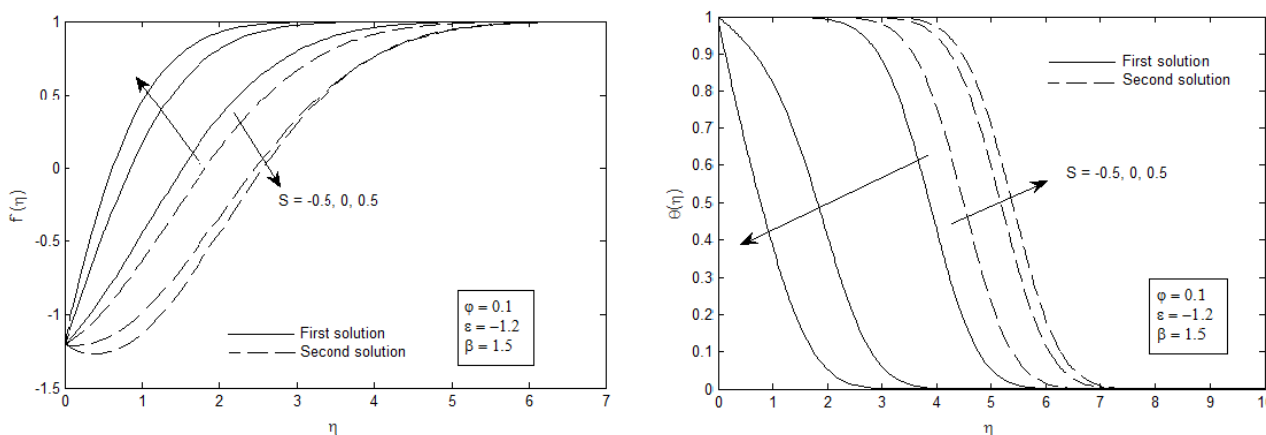 1
0.5
0
-0.5
-1
-1.5
f'(η)
S = -0.5, 0, 0.5
First solution
Second solution
φ = 0.1
ε = −1.2
β = 1.5
0 1 2 3 4 5 6 7
η
1
0.9
0.8
0.7
0.6
0.5
0.4
0.3
0.2
0.1
0
θ(η)
First solution
Second solution
S = -0.5, 0, 0.5
φ = 0.1
ε = −1.2
β = 1.5
0 1 2 3 4 5 6 7 8 9 10
η